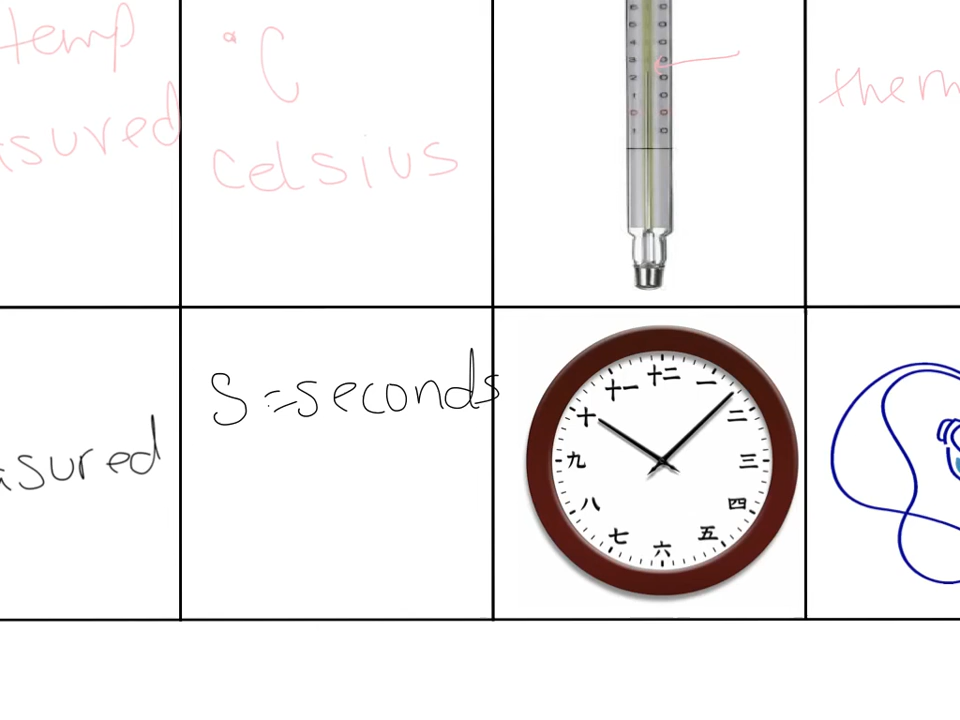 temp
°C
Celsius
sured
therm
S = seconds
sured
十二
一
二
三
四
五
六
七
八
九
十
十一